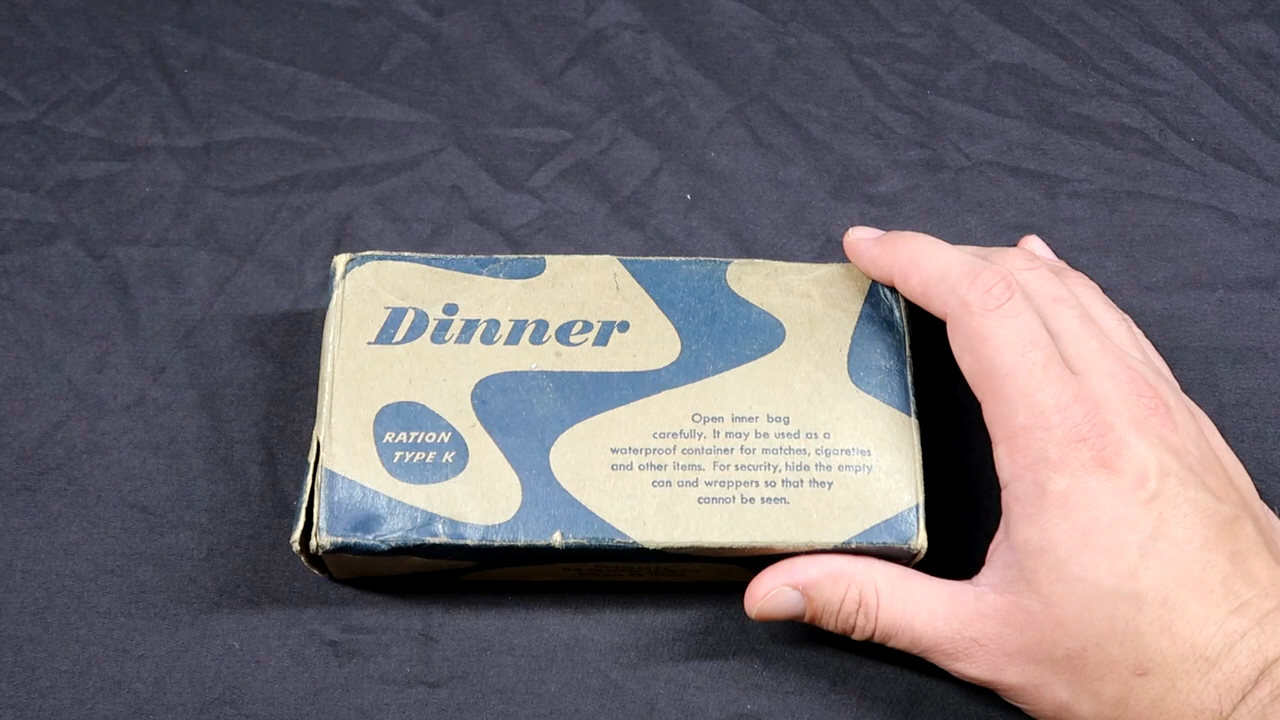 Dinner
RATION
TYPE K
Open inner bag
carefully. It may be used as a
waterproof container for matches, cigarettes
and other items. For security, hide the empty
can and wrappers so that they
cannot be seen.